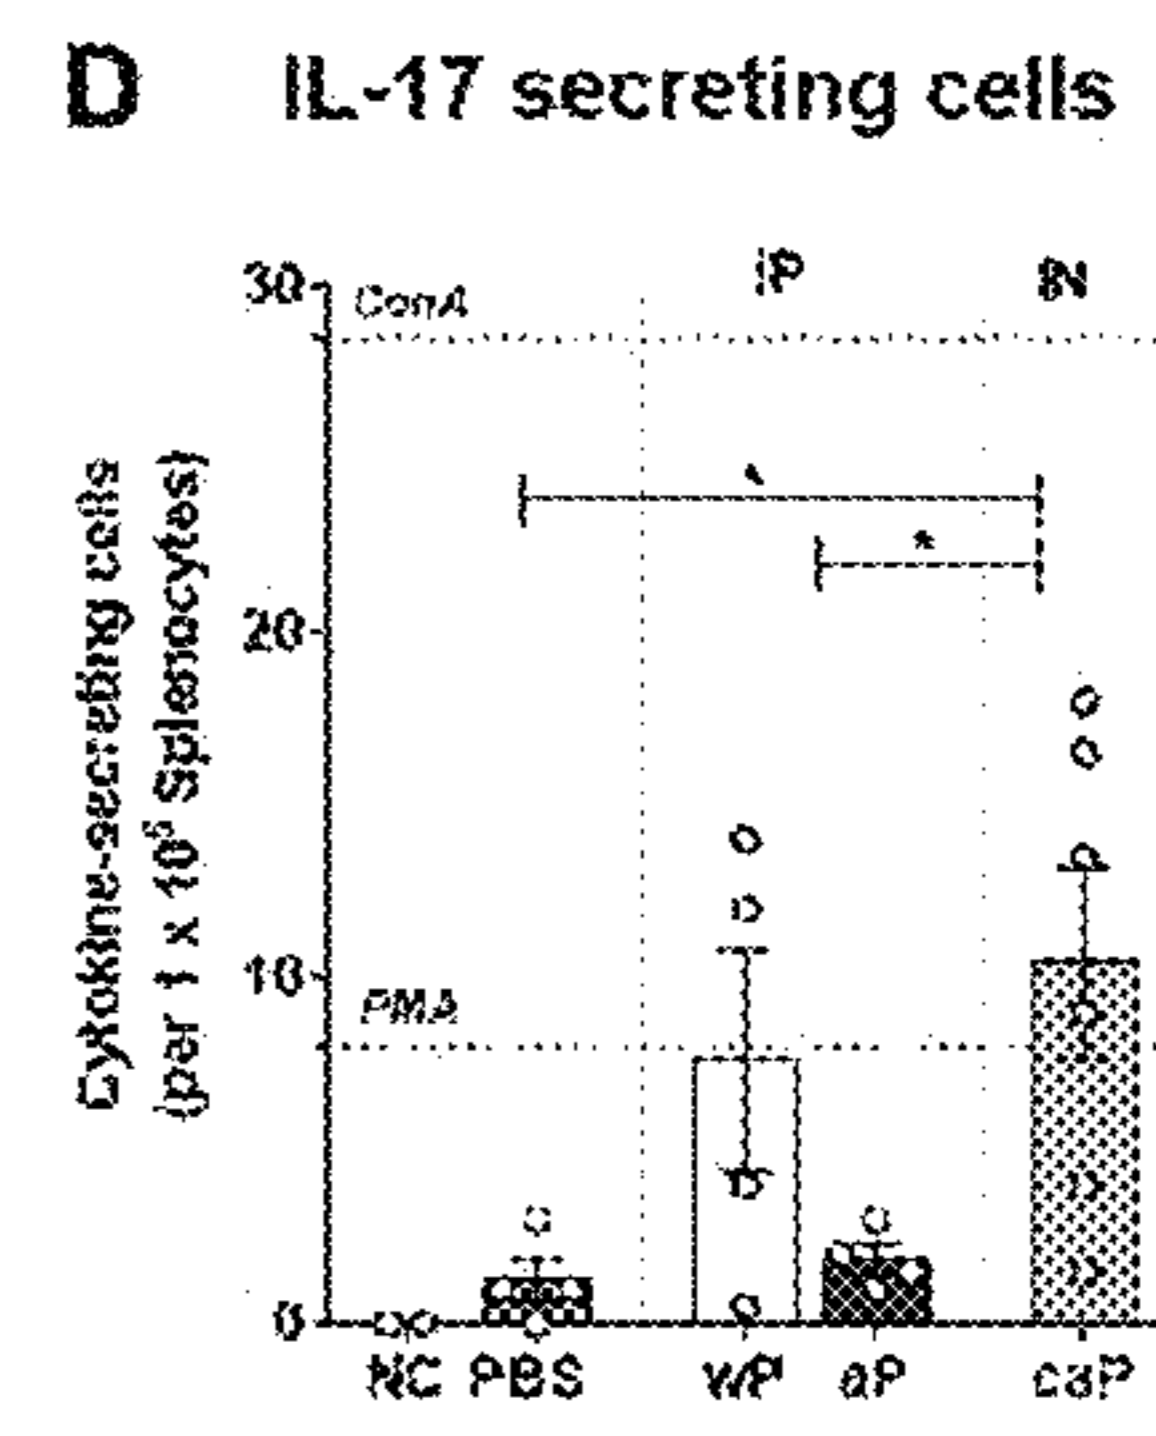 D IL-17 secreting cells
IP IN
30
ConA
20
10
PMA
0
Cytokine-secreting cells
(per 1 x 10⁶ Splenocytes)
*
*
NC PBS wP aP caP